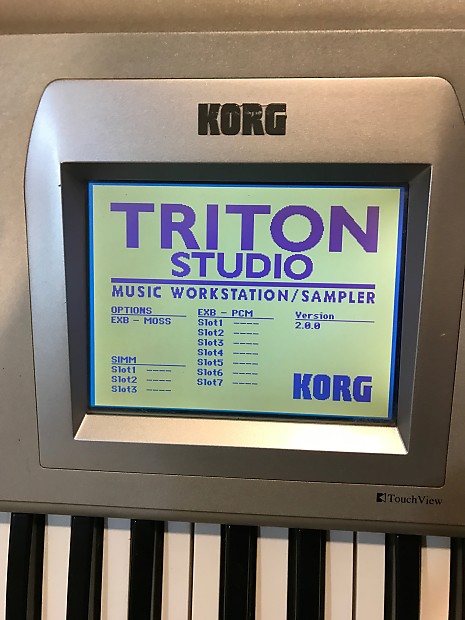 KORG
TRITON
STUDIO
MUSIC WORKSTATION/SAMPLER
OPTIONS
EXB - MOSS
SIMM
Slot1 ----
Slot2 ----
Slot3 ----
EXB - PCM
Slot1 ----
Slot2 ----
Slot3 ----
Slot4 ----
Slot5 ----
Slot6 ----
Slot7 ----
Version
2.0.0
KORG
TouchView